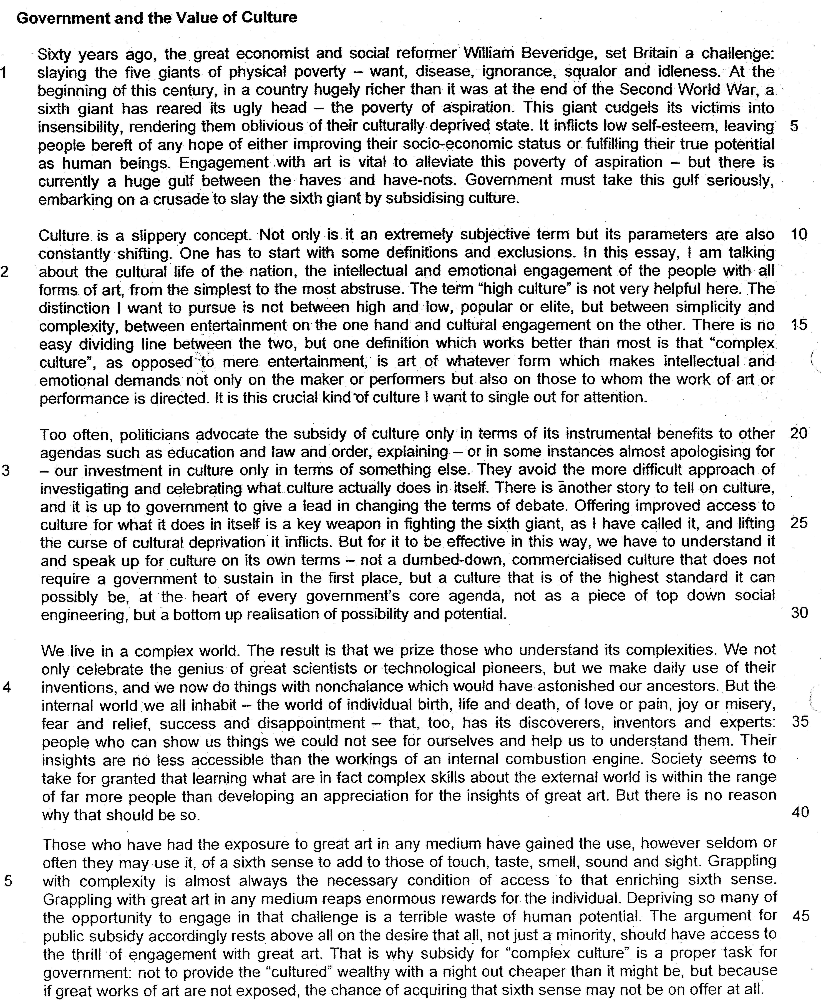 Government and the Value of Culture
Sixty years ago, the great economist and social reformer William Beveridge, set Britain a challenge:
1 slaying the five giants of physical poverty – want, disease, ignorance, squalor and idleness. At the
beginning of this century, in a country hugely richer than it was at the end of the Second World War, a
sixth giant has reared its ugly head – the poverty of aspiration. This giant cudgels its victims into
insensibility, rendering them oblivious of their culturally deprived state. It inflicts low self-esteem, leaving 5
people bereft of any hope of either improving their socio-economic status or fulfilling their true potential
as human beings. Engagement with art is vital to alleviate this poverty of aspiration – but there is
currently a huge gulf between the haves and have-nots. Government must take this gulf seriously,
embarking on a crusade to slay the sixth giant by subsidising culture.
Culture is a slippery concept. Not only is it an extremely subjective term but its parameters are also 10
constantly shifting. One has to start with some definitions and exclusions. In this essay, I am talking
2 about the cultural life of the nation, the intellectual and emotional engagement of the people with all
forms of art, from the simplest to the most abstruse. The term “high culture” is not very helpful here. The
distinction I want to pursue is not between high and low, popular or elite, but between simplicity and
complexity, between entertainment on the one hand and cultural engagement on the other. There is no 15
easy dividing line between the two, but one definition which works better than most is that “complex
culture”, as opposed to mere entertainment, is art of whatever form which makes intellectual and
emotional demands not only on the maker or performers but also on those to whom the work of art or
performance is directed. It is this crucial kind of culture I want to single out for attention.
Too often, politicians advocate the subsidy of culture only in terms of its instrumental benefits to other 20
agendas such as education and law and order, explaining – or in some instances almost apologising for
3 – our investment in culture only in terms of something else. They avoid the more difficult approach of
investigating and celebrating what culture actually does in itself. There is another story to tell on culture,
and it is up to government to give a lead in changing the terms of debate. Offering improved access to
culture for what it does in itself is a key weapon in fighting the sixth giant, as I have called it, and lifting 25
the curse of cultural deprivation it inflicts. But for it to be effective in this way, we have to understand it
and speak up for culture on its own terms – not a dumbed-down, commercialised culture that does not
require a government to sustain in the first place, but a culture that is of the highest standard it can
possibly be, at the heart of every government’s core agenda, not as a piece of top down social
engineering, but a bottom up realisation of possibility and potential. 30
We live in a complex world. The result is that we prize those who understand its complexities. We not
only celebrate the genius of great scientists or technological pioneers, but we make daily use of their
4 inventions, and we now do things with nonchalance which would have astonished our ancestors. But the
internal world we all inhabit – the world of individual birth, life and death, of love or pain, joy or misery,
fear and relief, success and disappointment – that, too, has its discoverers, inventors and experts: 35
people who can show us things we could not see for ourselves and help us to understand them. Their
insights are no less accessible than the workings of an internal combustion engine. Society seems to
take for granted that learning what are in fact complex skills about the external world is within the range
of far more people than developing an appreciation for the insights of great art. But there is no reason
why that should be so. 40
Those who have had the exposure to great art in any medium have gained the use, however seldom or
often they may use it, of a sixth sense to add to those of touch, taste, smell, sound and sight. Grappling
5 with complexity is almost always the necessary condition of access to that enriching sixth sense.
Grappling with great art in any medium reaps enormous rewards for the individual. Depriving so many of
the opportunity to engage in that challenge is a terrible waste of human potential. The argument for 45
public subsidy accordingly rests above all on the desire that all, not just a minority, should have access to
the thrill of engagement with great art. That is why subsidy for “complex culture” is a proper task for
government: not to provide the “cultured” wealthy with a night out cheaper than it might be, but because
if great works of art are not exposed, the chance of acquiring that sixth sense may not be on offer at all.